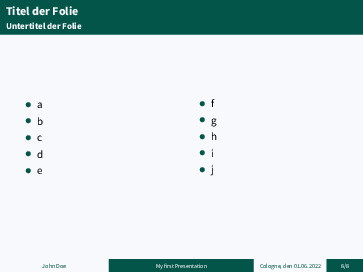 Titel der Folie
Untertitel der Folie
a
b
c
d
e
f
g
h
i
j
John Doe
My first Presentation
Cologne, den 01.06.2022
8/8